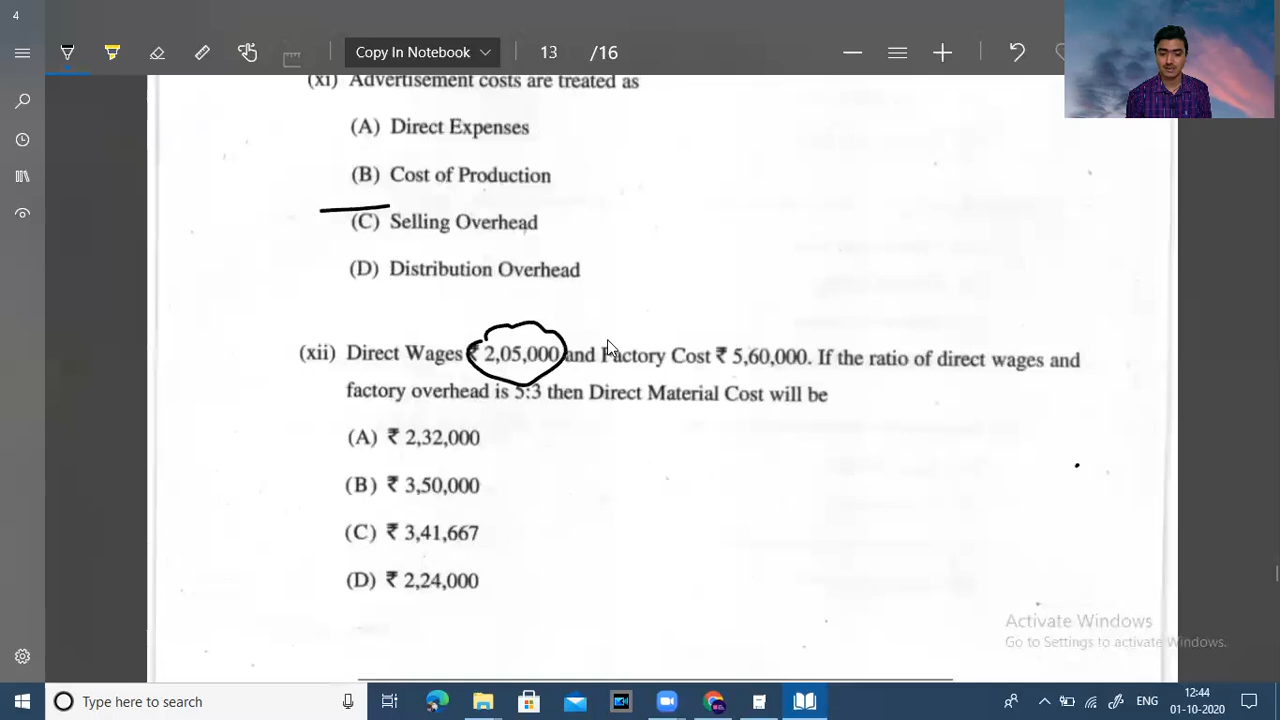 4
Copy In Notebook
13 /16
(xi) Advertisement costs are treated as
(A) Direct Expenses
(B) Cost of Production
(C) Selling Overhead
(D) Distribution Overhead
(xii) Direct Wages ₹ 2,05,000 and Factory Cost ₹ 5,60,000. If the ratio of direct wages and
factory overhead is 5:3 then Direct Material Cost will be
(A) ₹ 2,32,000
(B) ₹ 3,50,000
(C) ₹ 3,41,667
(D) ₹ 2,24,000
Activate Windows
Go to Settings to activate Windows.
Type here to search
ENG
12:44
01-10-2020